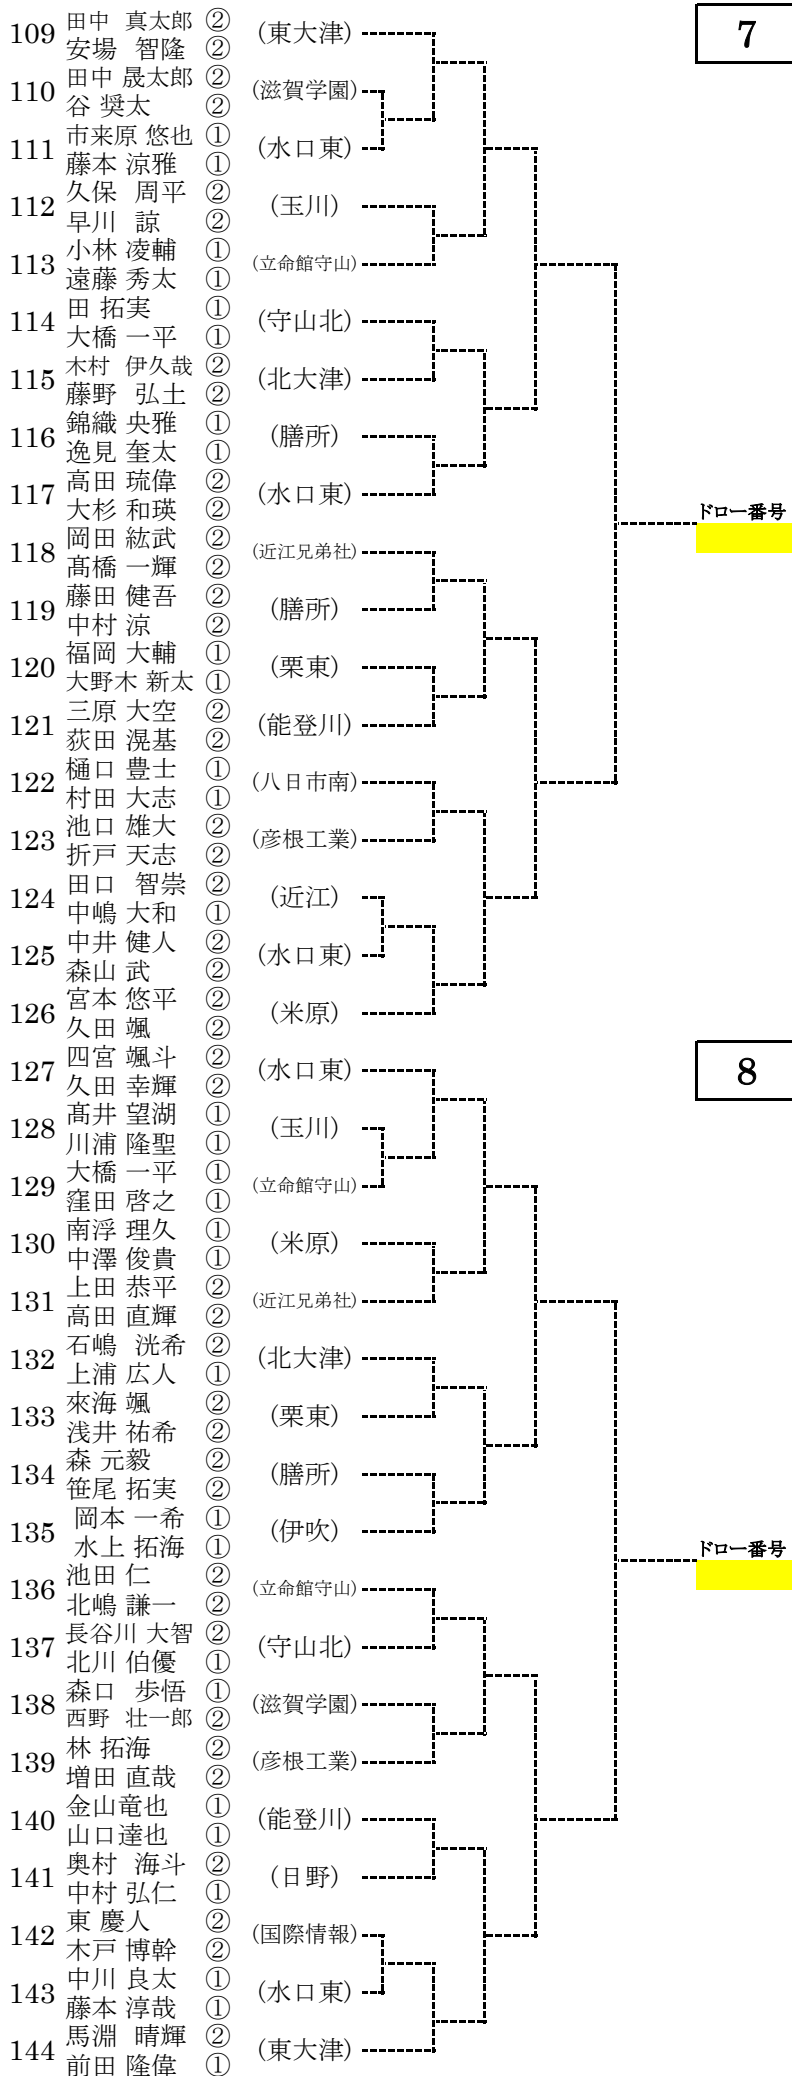 7
田中 真太郎 ②
109 (東大津)
安場 智隆 ②
田中 晟太郎 ②
110 (滋賀学園)
谷 奨太 ②
市来原 悠也 ①
111 (水口東)
藤本 涼雅 ①
久保 周平 ②
112 (玉川)
早川 諒 ②
小林 凌輔 ①
113 (立命館守山)
遠藤 秀太 ①
田 拓実 ①
114 (守山北)
大橋 一平 ①
木村 伊久哉 ②
115 (北大津)
藤野 弘土 ②
錦織 央雅 ①
116 (膳所)
逸見 奎太 ①
高田 琉偉 ②
117 (水口東)
大杉 和瑛 ②
ドロー番号
岡田 紘武 ②
118 (近江兄弟社)
髙橋 一輝 ②
藤田 健吾 ②
119 (膳所)
中村 涼 ②
福岡 大輔 ①
120 (栗東)
大野木 新太 ①
三原 大空 ②
121 (能登川)
荻田 滉基 ②
樋口 豊士 ①
122 (八日市南)
村田 大志 ①
池口 雄大 ②
123 (彦根工業)
折戸 天志 ②
田口 智崇 ②
124 (近江)
中嶋 大和 ①
中井 健人 ②
125 (水口東)
森山 武 ②
宮本 悠平 ②
126 (米原)
久田 颯 ②
8
四宮 颯斗 ②
127 (水口東)
久田 幸輝 ②
髙井 望湖 ①
128 (玉川)
川浦 隆聖 ①
大橋 一平 ①
129 (立命館守山)
窪田 啓之 ①
南浮 理久 ①
130 (米原)
中澤 俊貴 ①
上田 恭平 ②
131 (近江兄弟社)
高田 直輝 ②
石嶋 洸希 ②
132 (北大津)
上浦 広人 ①
來海 颯 ②
133 (栗東)
浅井 祐希 ②
森 元毅 ②
134 (膳所)
笹尾 拓実 ②
岡本 一希 ①
135 (伊吹)
水上 拓海 ①
ドロー番号
池田 仁 ②
136 (立命館守山)
北嶋 謙一 ②
長谷川 大智 ②
137 (守山北)
北川 伯優 ①
森口 歩悟 ①
138 (滋賀学園)
西野 壮一郎 ②
林 拓海 ②
139 (彦根工業)
増田 直哉 ②
金山竜也 ①
140 (能登川)
山口達也 ①
奥村 海斗 ②
141 (日野)
中村 弘仁 ①
東 慶人 ②
142 (国際情報)
木戸 博幹 ②
中川 良太 ①
143 (水口東)
藤本 淳哉 ①
馬淵 晴輝 ②
144 (東大津)
前田 隆偉 ①